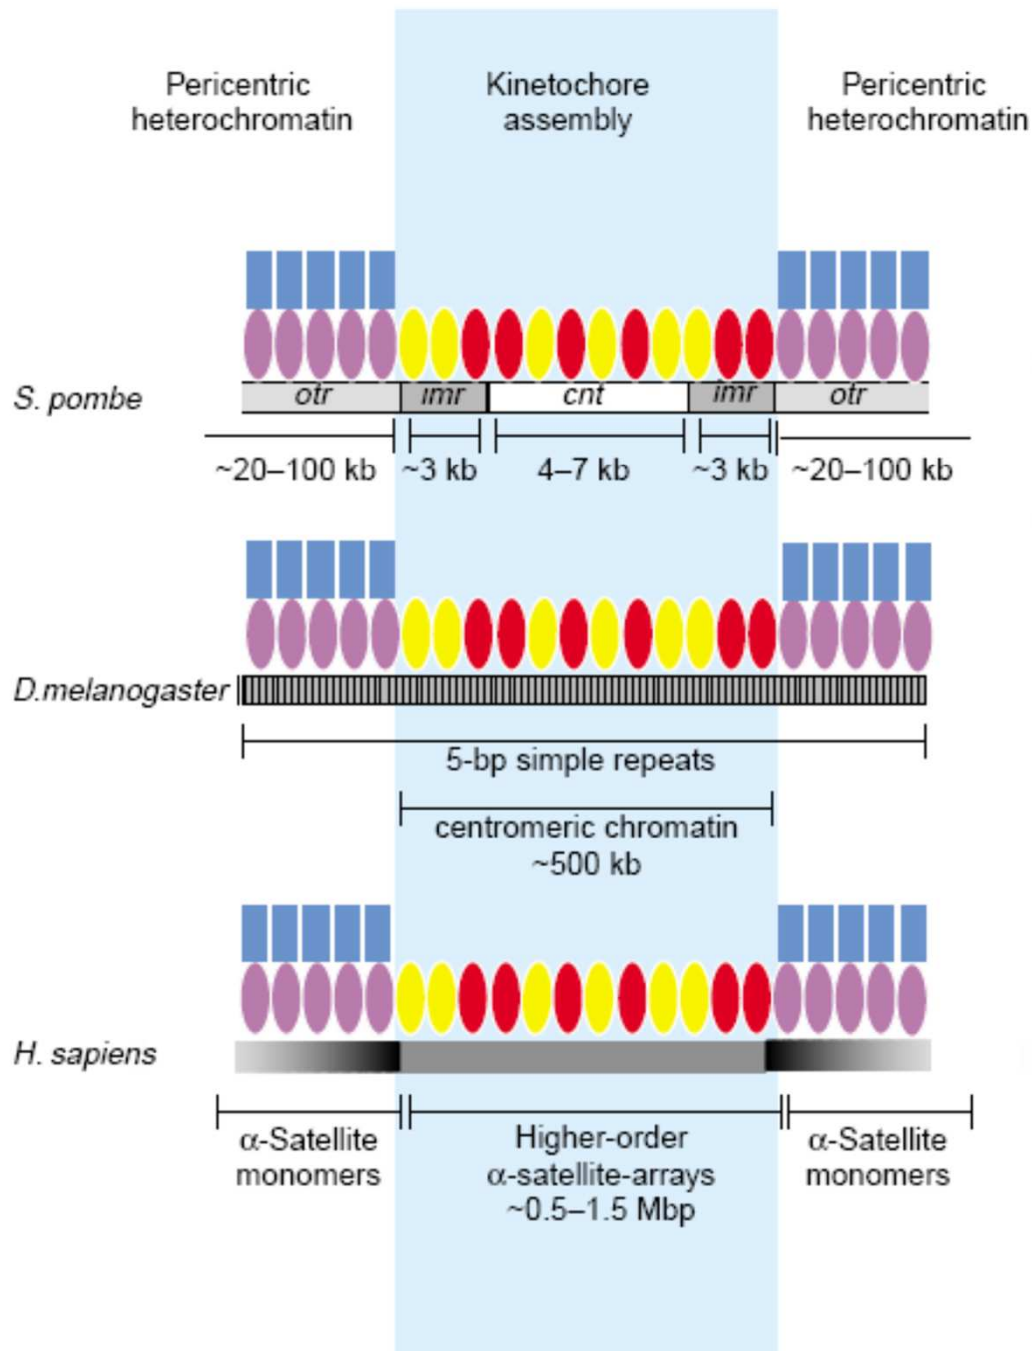 Pericentric
heterochromatin
Kinetochore
assembly
Pericentric
heterochromatin
S. pombe
otr
imr
cnt
imr
otr
~20–100 kb
~3 kb
4–7 kb
~3 kb
~20–100 kb
D.melanogaster
5-bp simple repeats
centromeric chromatin
~500 kb
H. sapiens
α-Satellite
monomers
Higher-order
α-satellite-arrays
~0.5–1.5 Mbp
α-Satellite
monomers